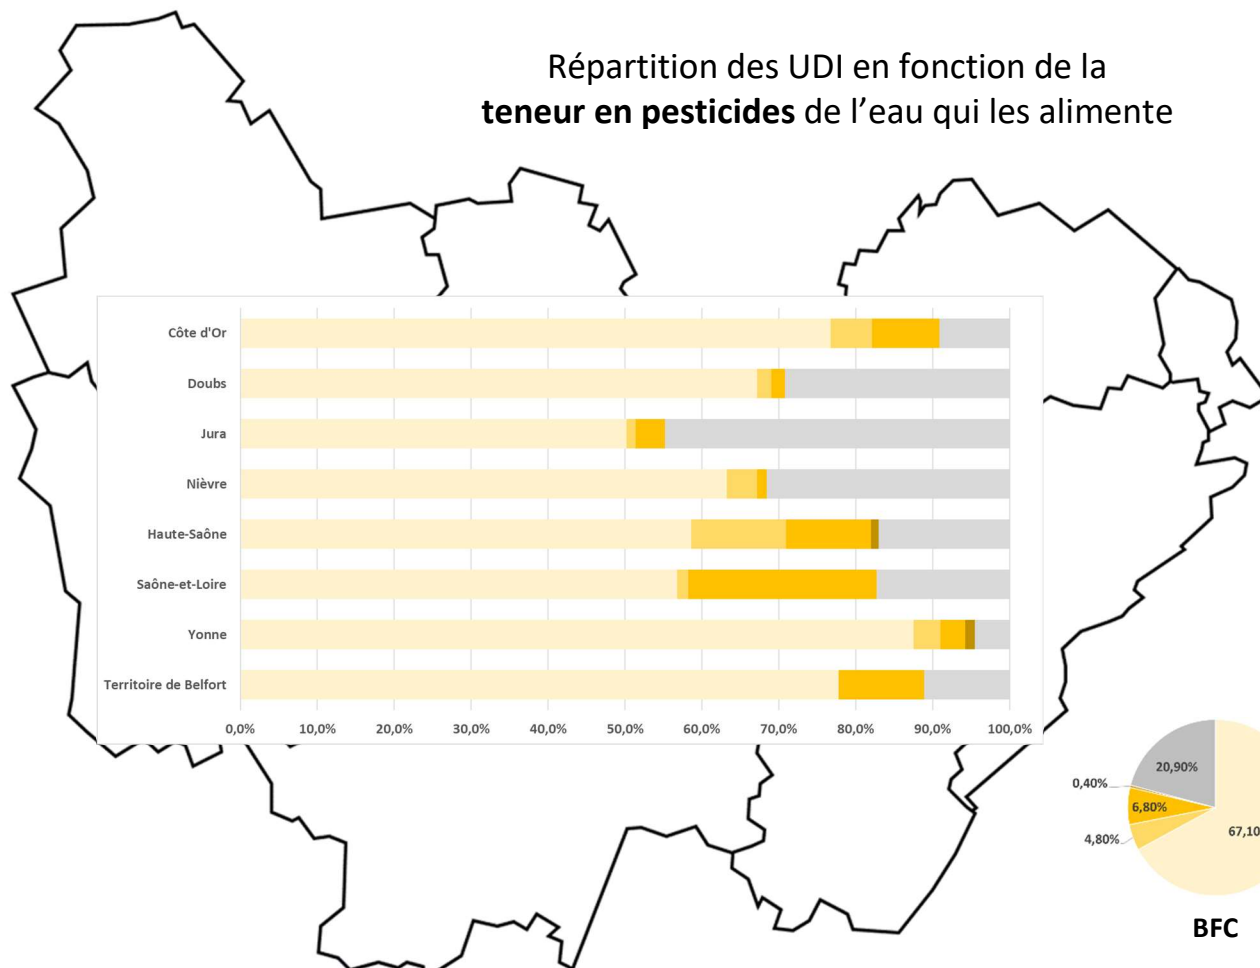 Répartition des UDI en fonction de la
teneur en pesticides de l'eau qui les alimente
Côte d'Or
Doubs
Jura
Nièvre
Haute-Saône
Saône-et-Loire
Yonne
Territoire de Belfort
0,0% 10,0% 20,0% 30,0% 40,0% 50,0% 60,0% 70,0% 80,0% 90,0% 100,0%
20,90%
0,40%
6,80%
4,80%
67,10
BFC